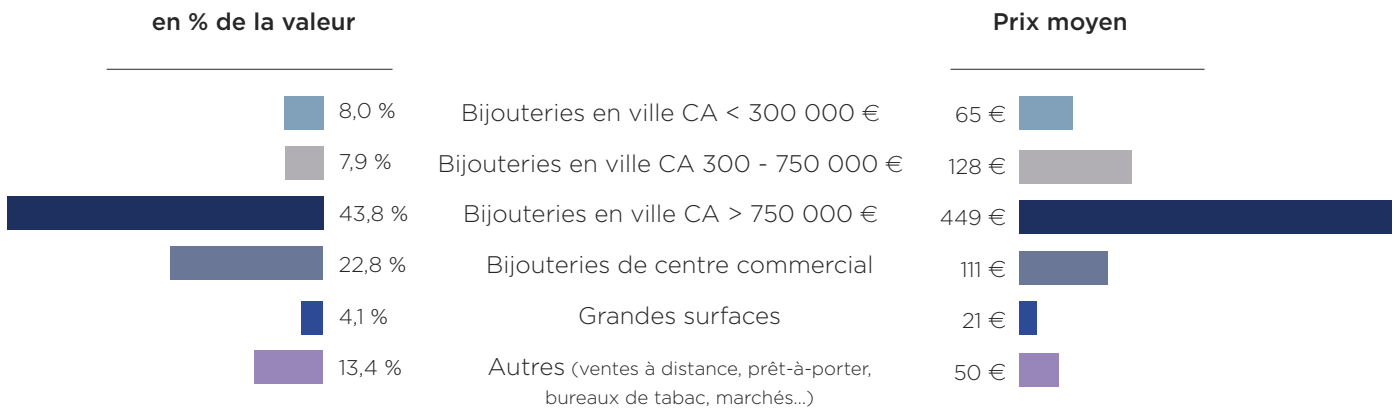 en % de la valeur
Prix moyen
8,0 % Bijouteries en ville CA < 300 000 € 65 €
7,9 % Bijouteries en ville CA 300 - 750 000 € 128 €
43,8 % Bijouteries en ville CA > 750 000 € 449 €
22,8 % Bijouteries de centre commercial 111 €
4,1 % Grandes surfaces 21 €
13,4 % Autres (ventes à distance, prêt-à-porter, 50 €
bureaux de tabac, marchés...)